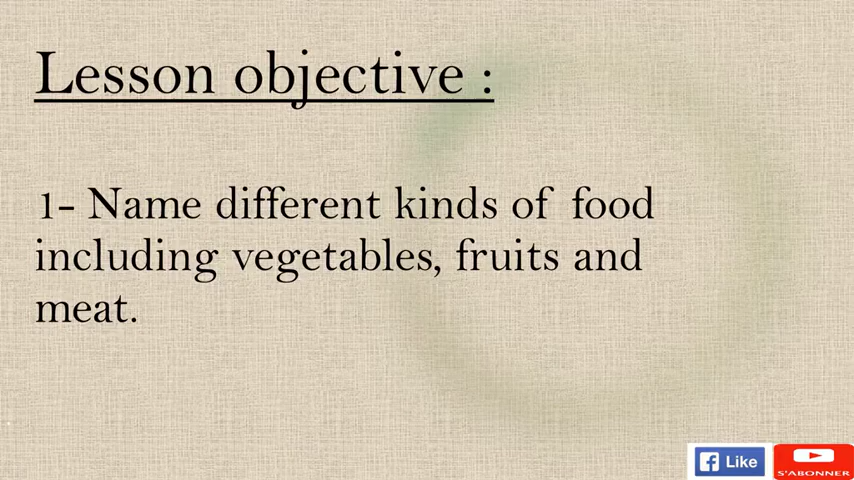 Lesson objective :
1- Name different kinds of food
including vegetables, fruits and
meat.
Like
S'ABONNER